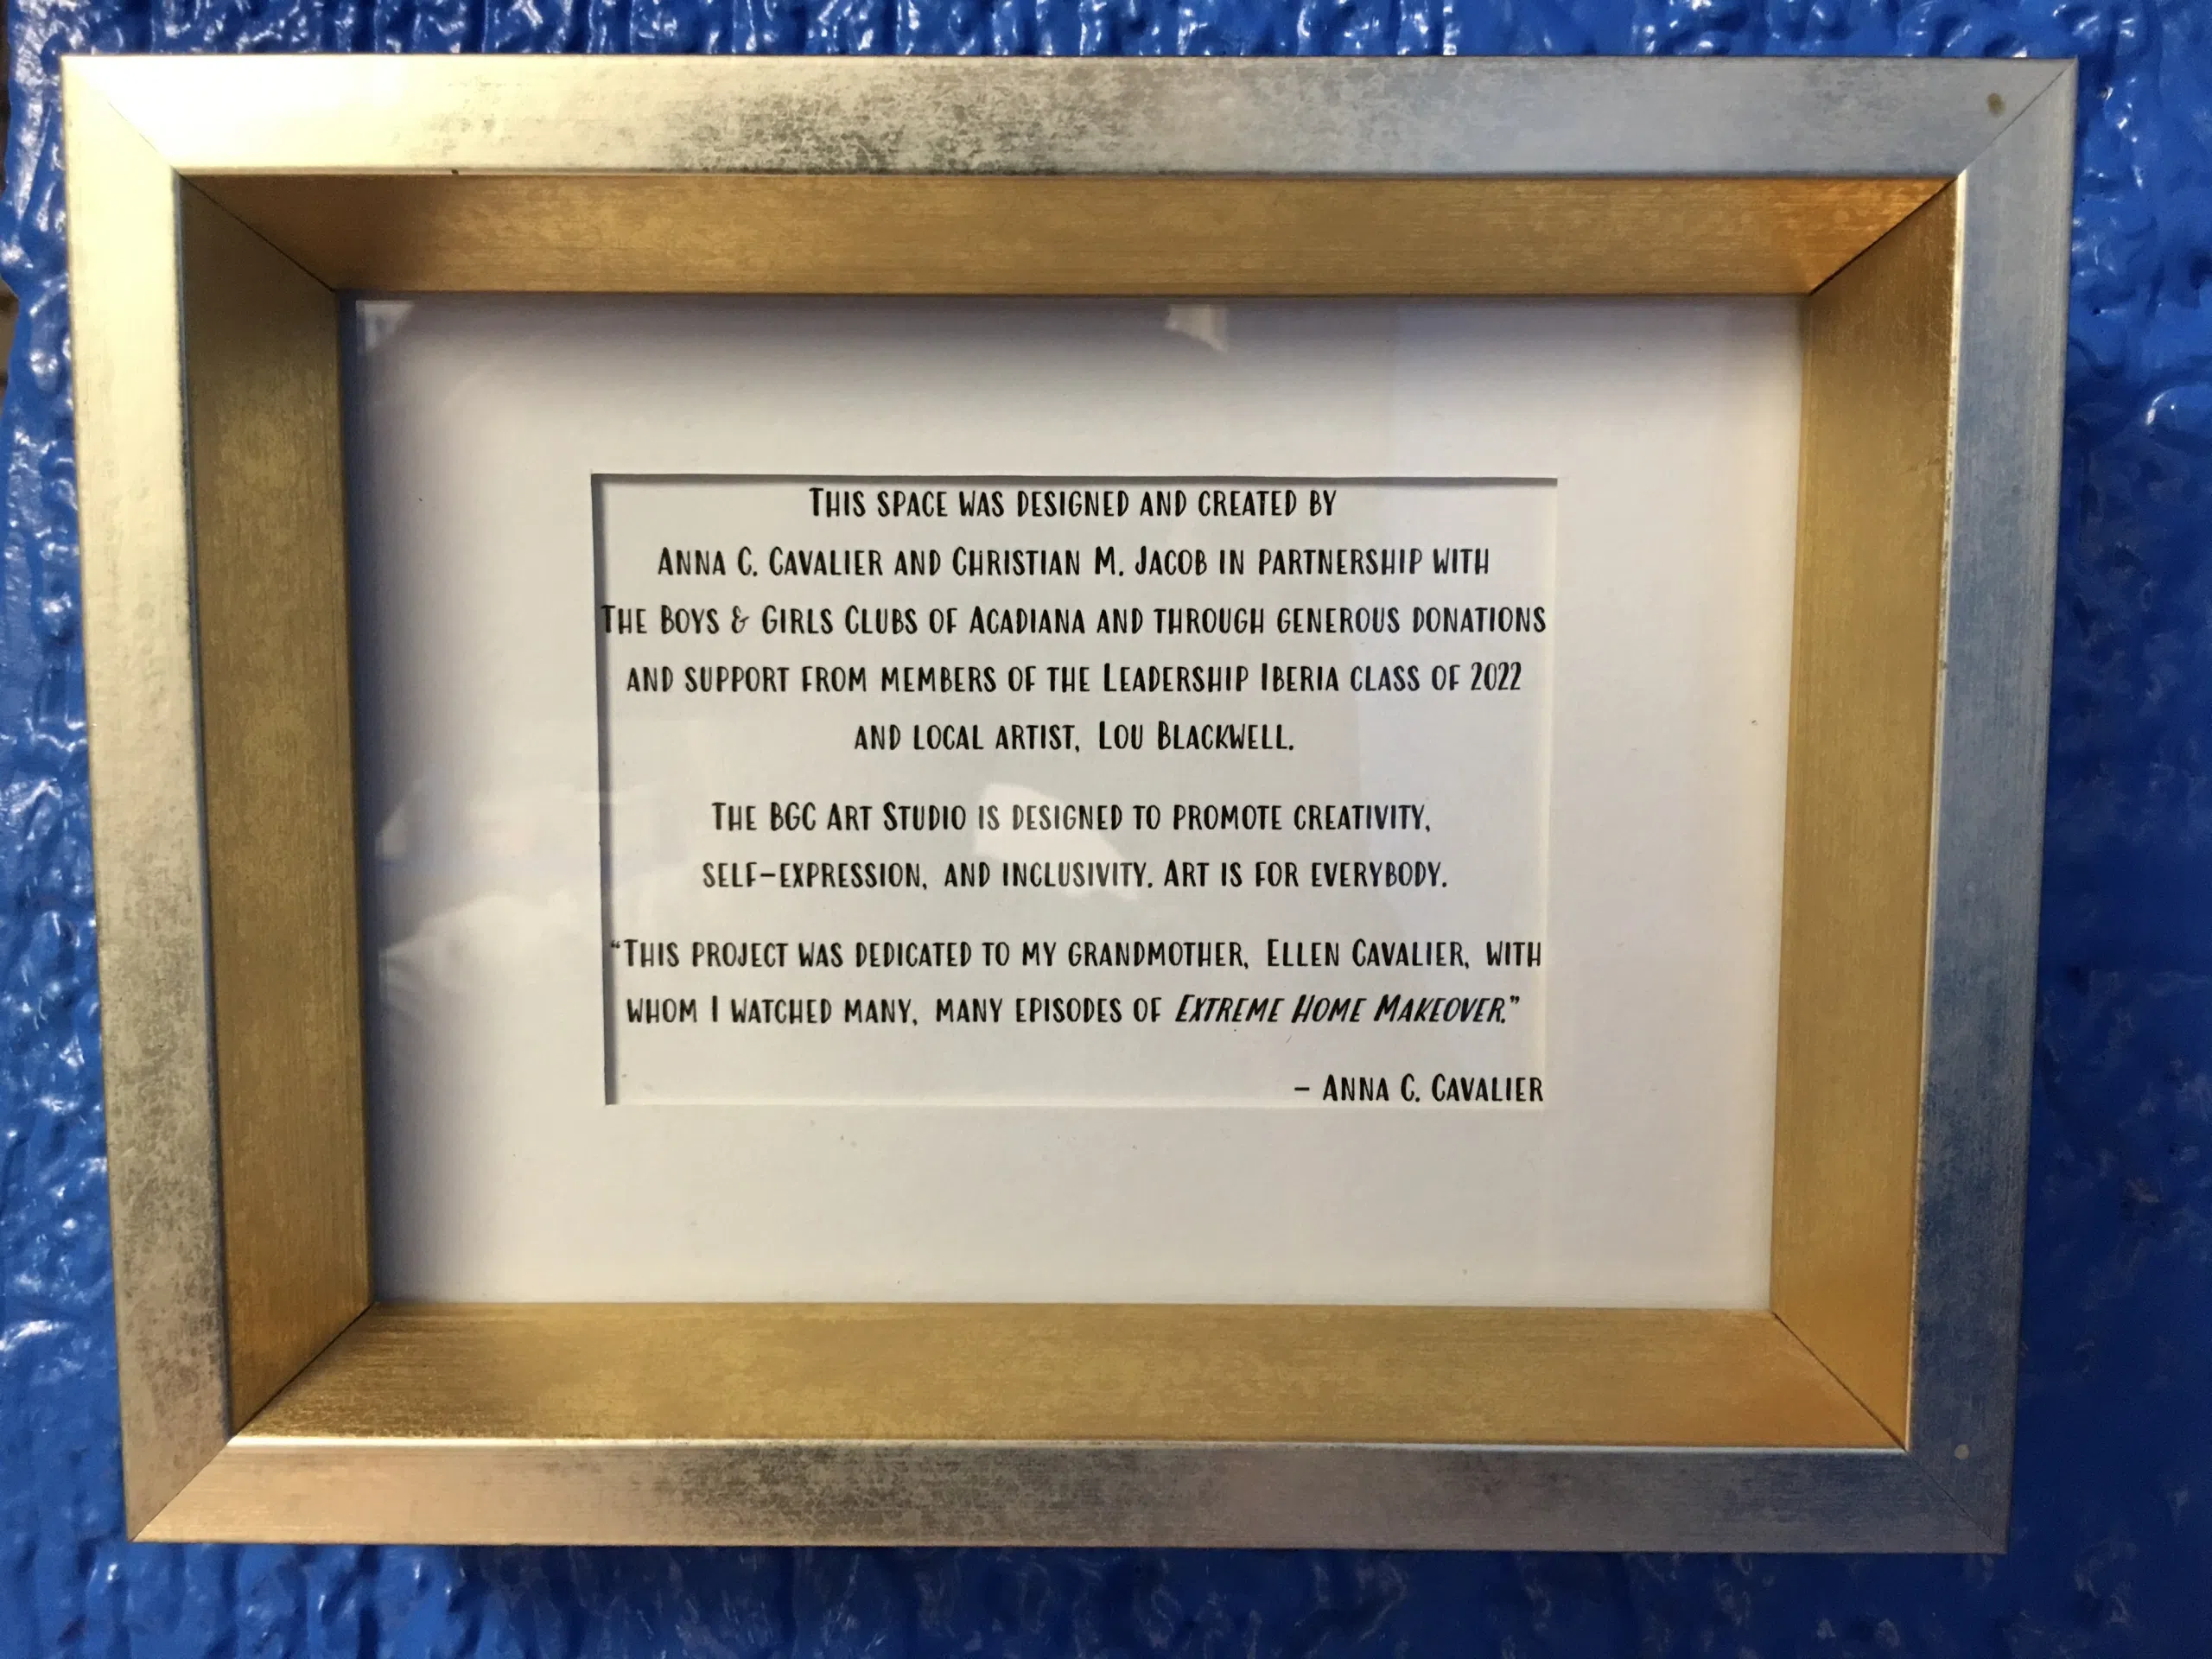 This space was designed and created by
Anna C. Cavalier and Christian M. Jacob in partnership with
The Boys & Girls Clubs of Acadiana and through generous donations
and support from members of the Leadership Iberia class of 2022
and local artist, Lou Blackwell.
The BGC Art Studio is designed to promote creativity,
self-expression, and inclusivity. Art is for everybody.
“This project was dedicated to my grandmother, Ellen Cavalier, with
whom I watched many, many episodes of Extreme Home Makeover.”
– Anna C. Cavalier